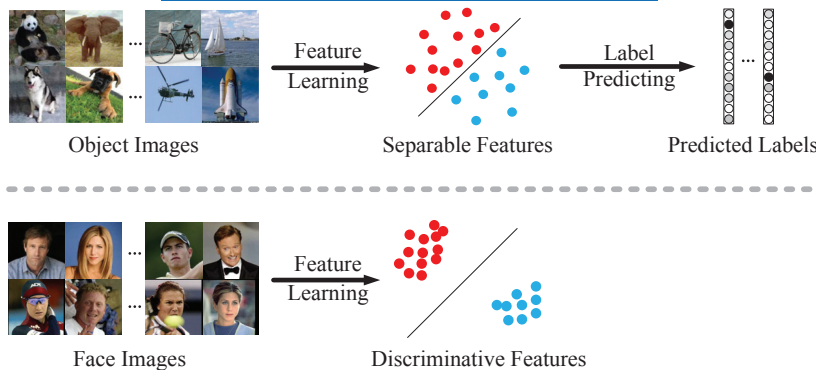 Feature
Learning
Label
Predicting
...
...
...
Object Images
Separable Features
Predicted Labels
...
...
Feature
Learning
Face Images
Discriminative Features